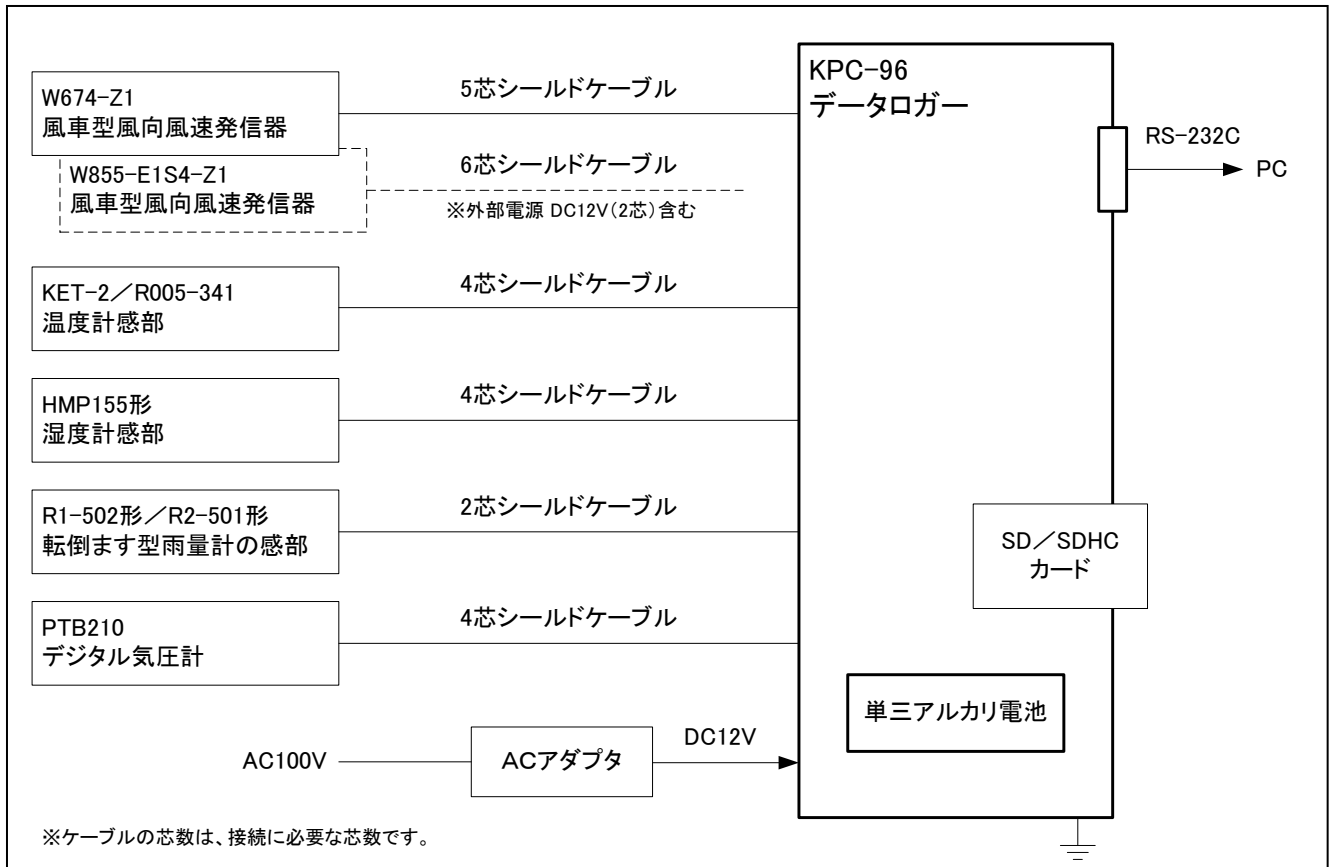 KPC-96
データロガー
W674-Z1
風車型風向風速発信器
5芯シールドケーブル
RS-232C
PC
W855-E1S4-Z1
風車型風向風速発信器
6芯シールドケーブル
※外部電源 DC12V(2芯)含む
KET-2/R005-341
温度計感部
4芯シールドケーブル
HMP155形
湿度計感部
4芯シールドケーブル
R1-502形/R2-501形
転倒ます型雨量計の感部
2芯シールドケーブル
SD/SDHC
カード
PTB210
デジタル気圧計
4芯シールドケーブル
単三アルカリ電池
AC100V
ACアダプタ
DC12V
※ケーブルの芯数は、接続に必要な芯数です。